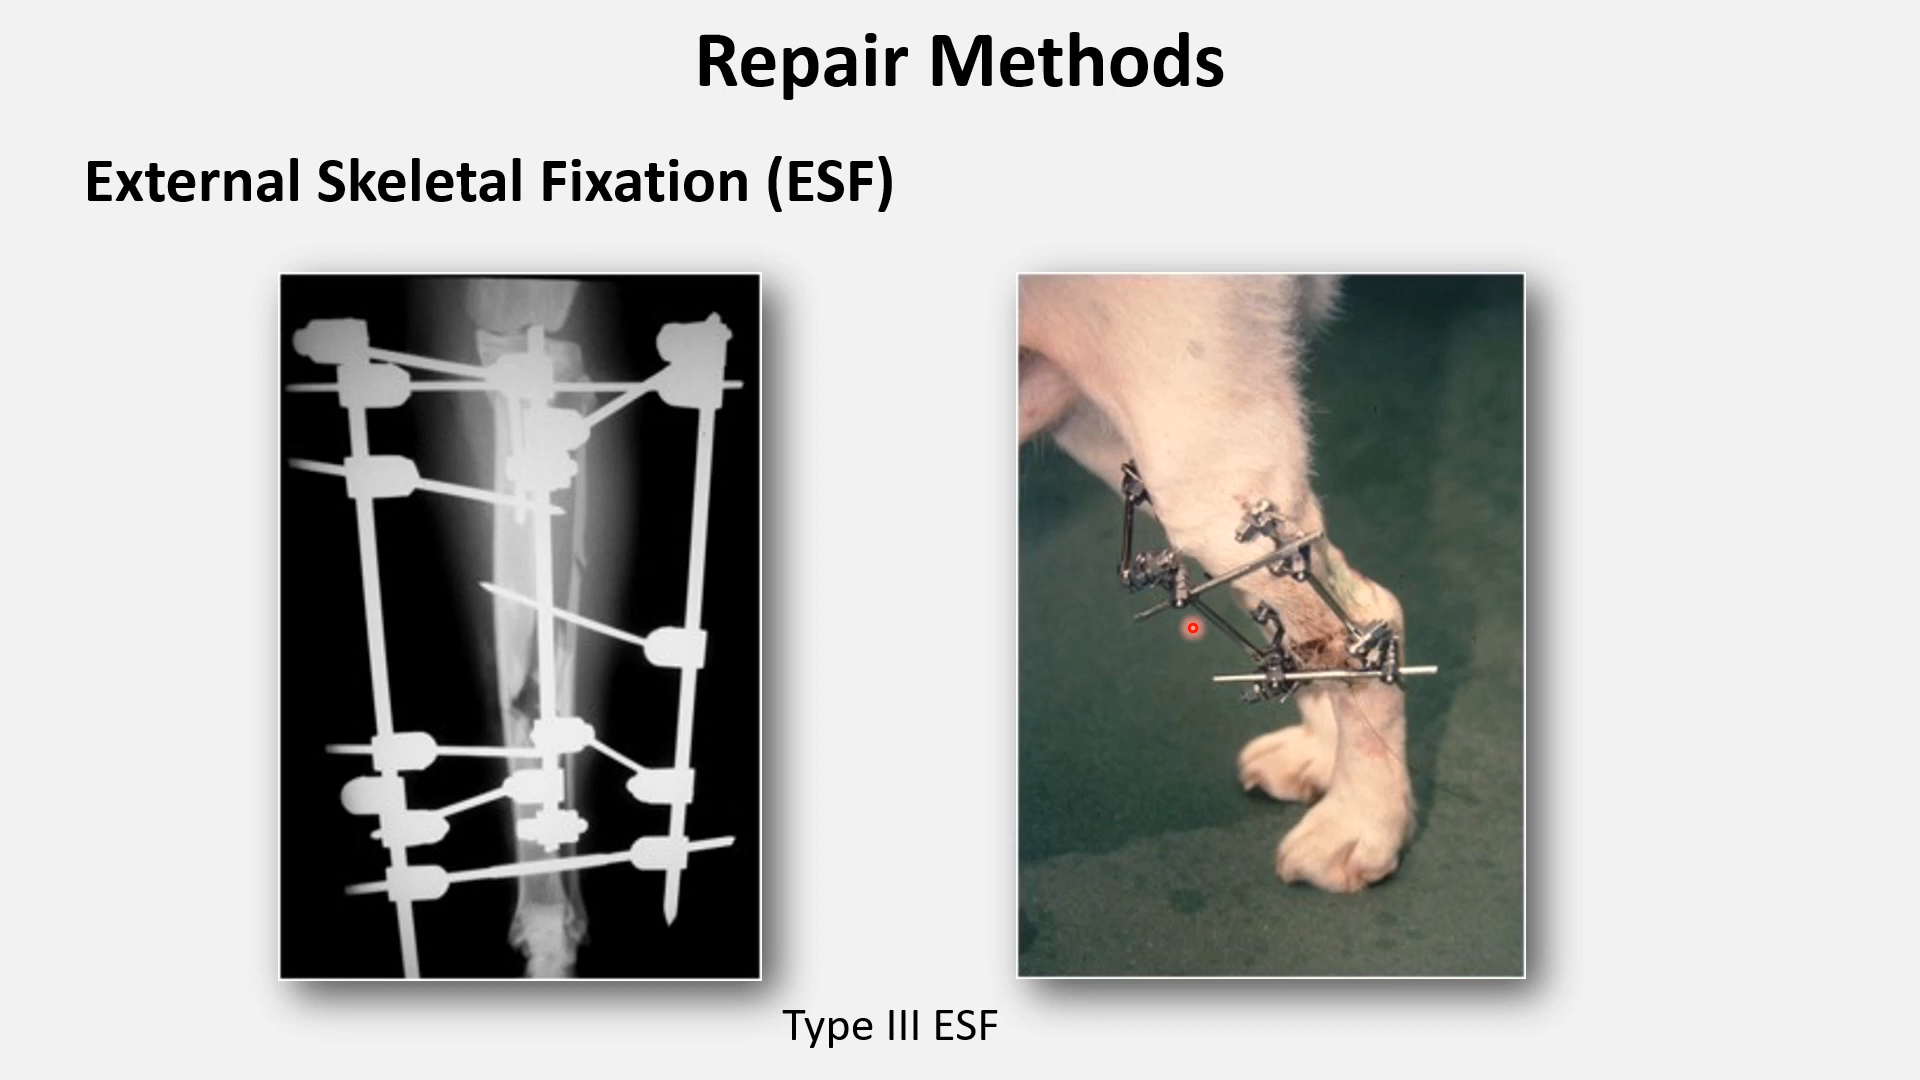 Repair Methods
External Skeletal Fixation (ESF)
Type III ESF